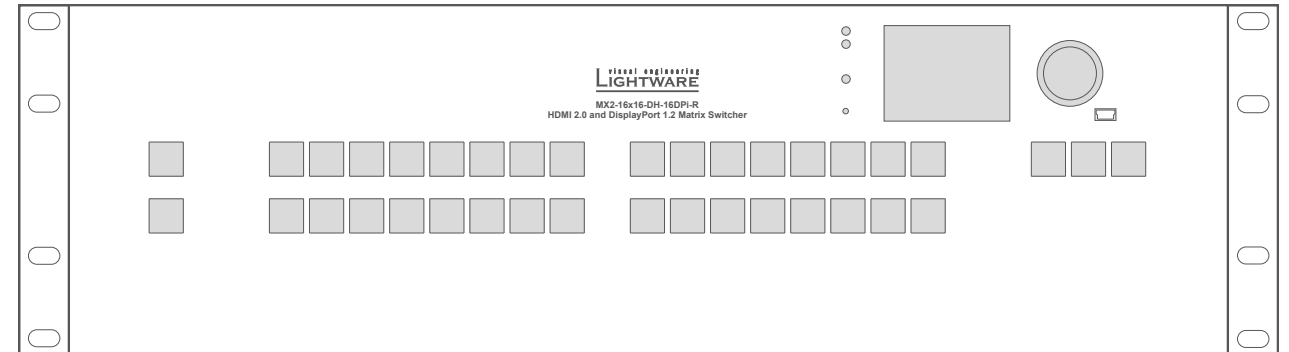 visual engineering
LIGHTWARE
MX2-16x16-DH-16DPi-R
HDMI 2.0 and DisplayPort 1.2 Matrix Switcher